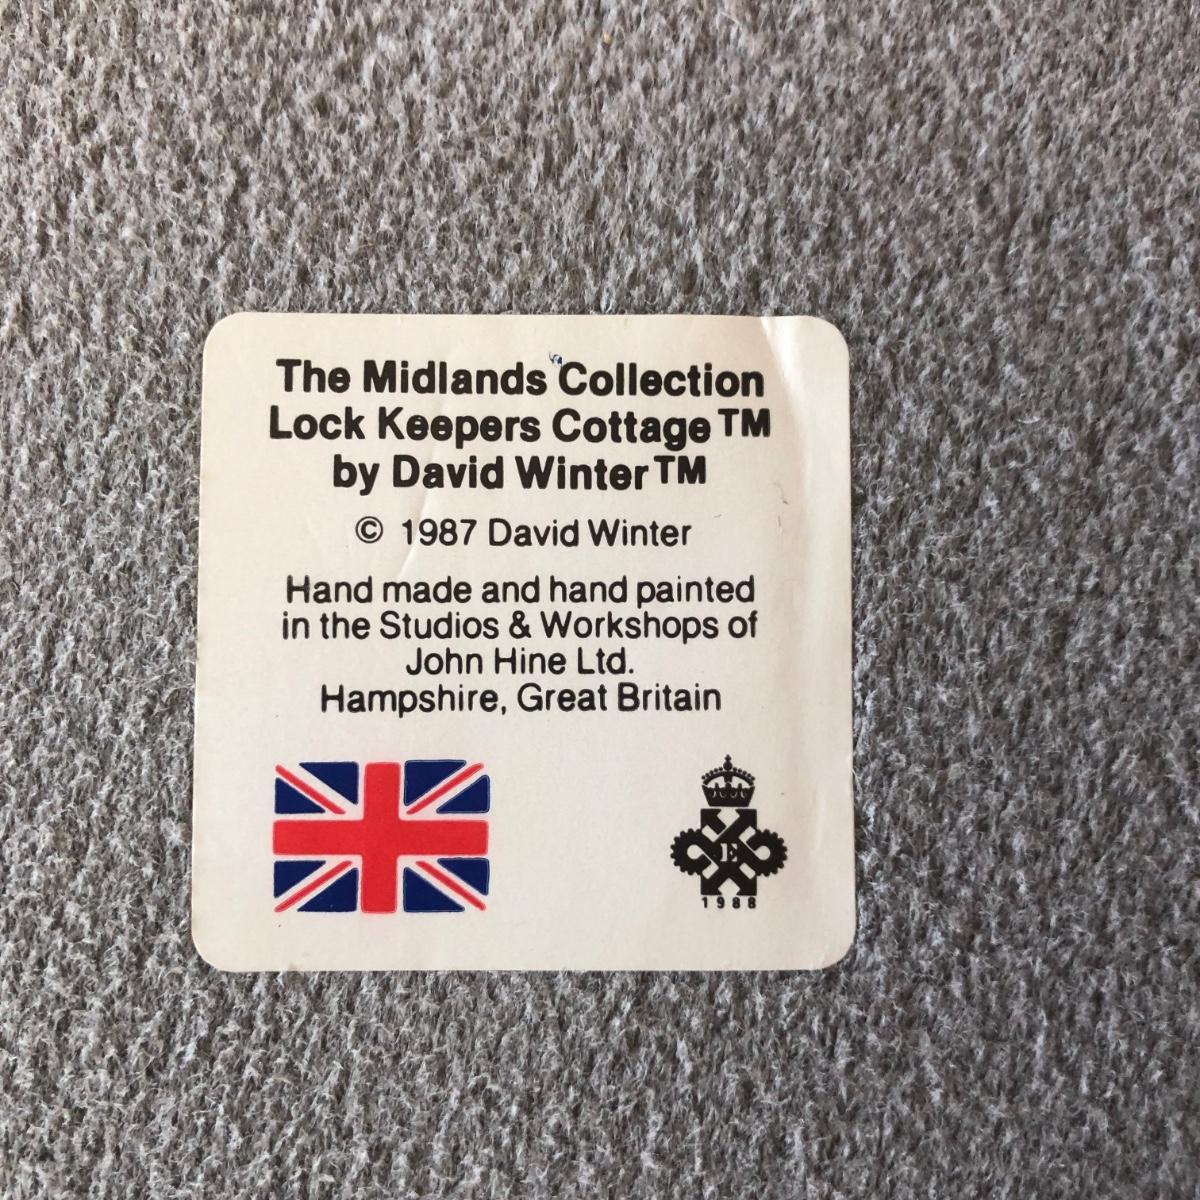 The Midlands Collection
Lock Keepers Cottage™
by David Winter™
© 1987 David Winter
Hand made and hand painted
in the Studios & Workshops of
John Hine Ltd.
Hampshire, Great Britain
E
1988